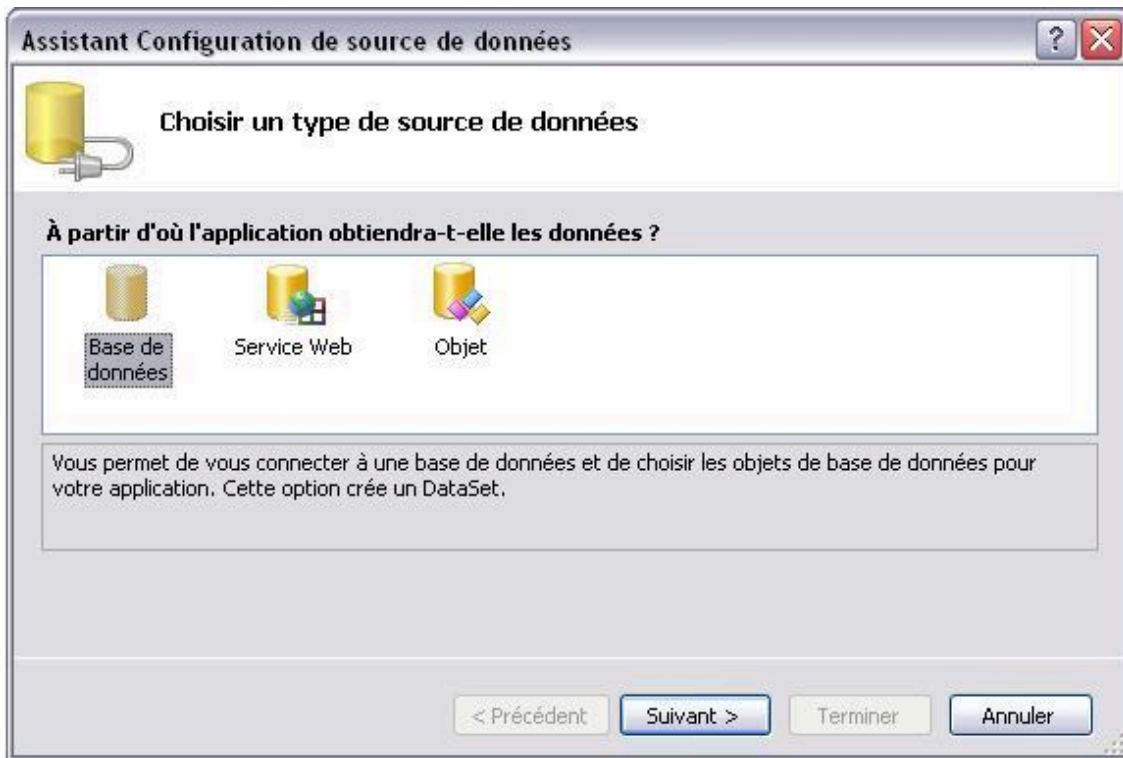 Assistant Configuration de source de données
?
Choisir un type de source de données
À partir d'où l'application obtiendra-t-elle les données ?
Base de
données
Service Web
Objet
Vous permet de vous connecter à une base de données et de choisir les objets de base de données pour
votre application. Cette option crée un DataSet.
< Précédent
Suivant >
Terminer
Annuler